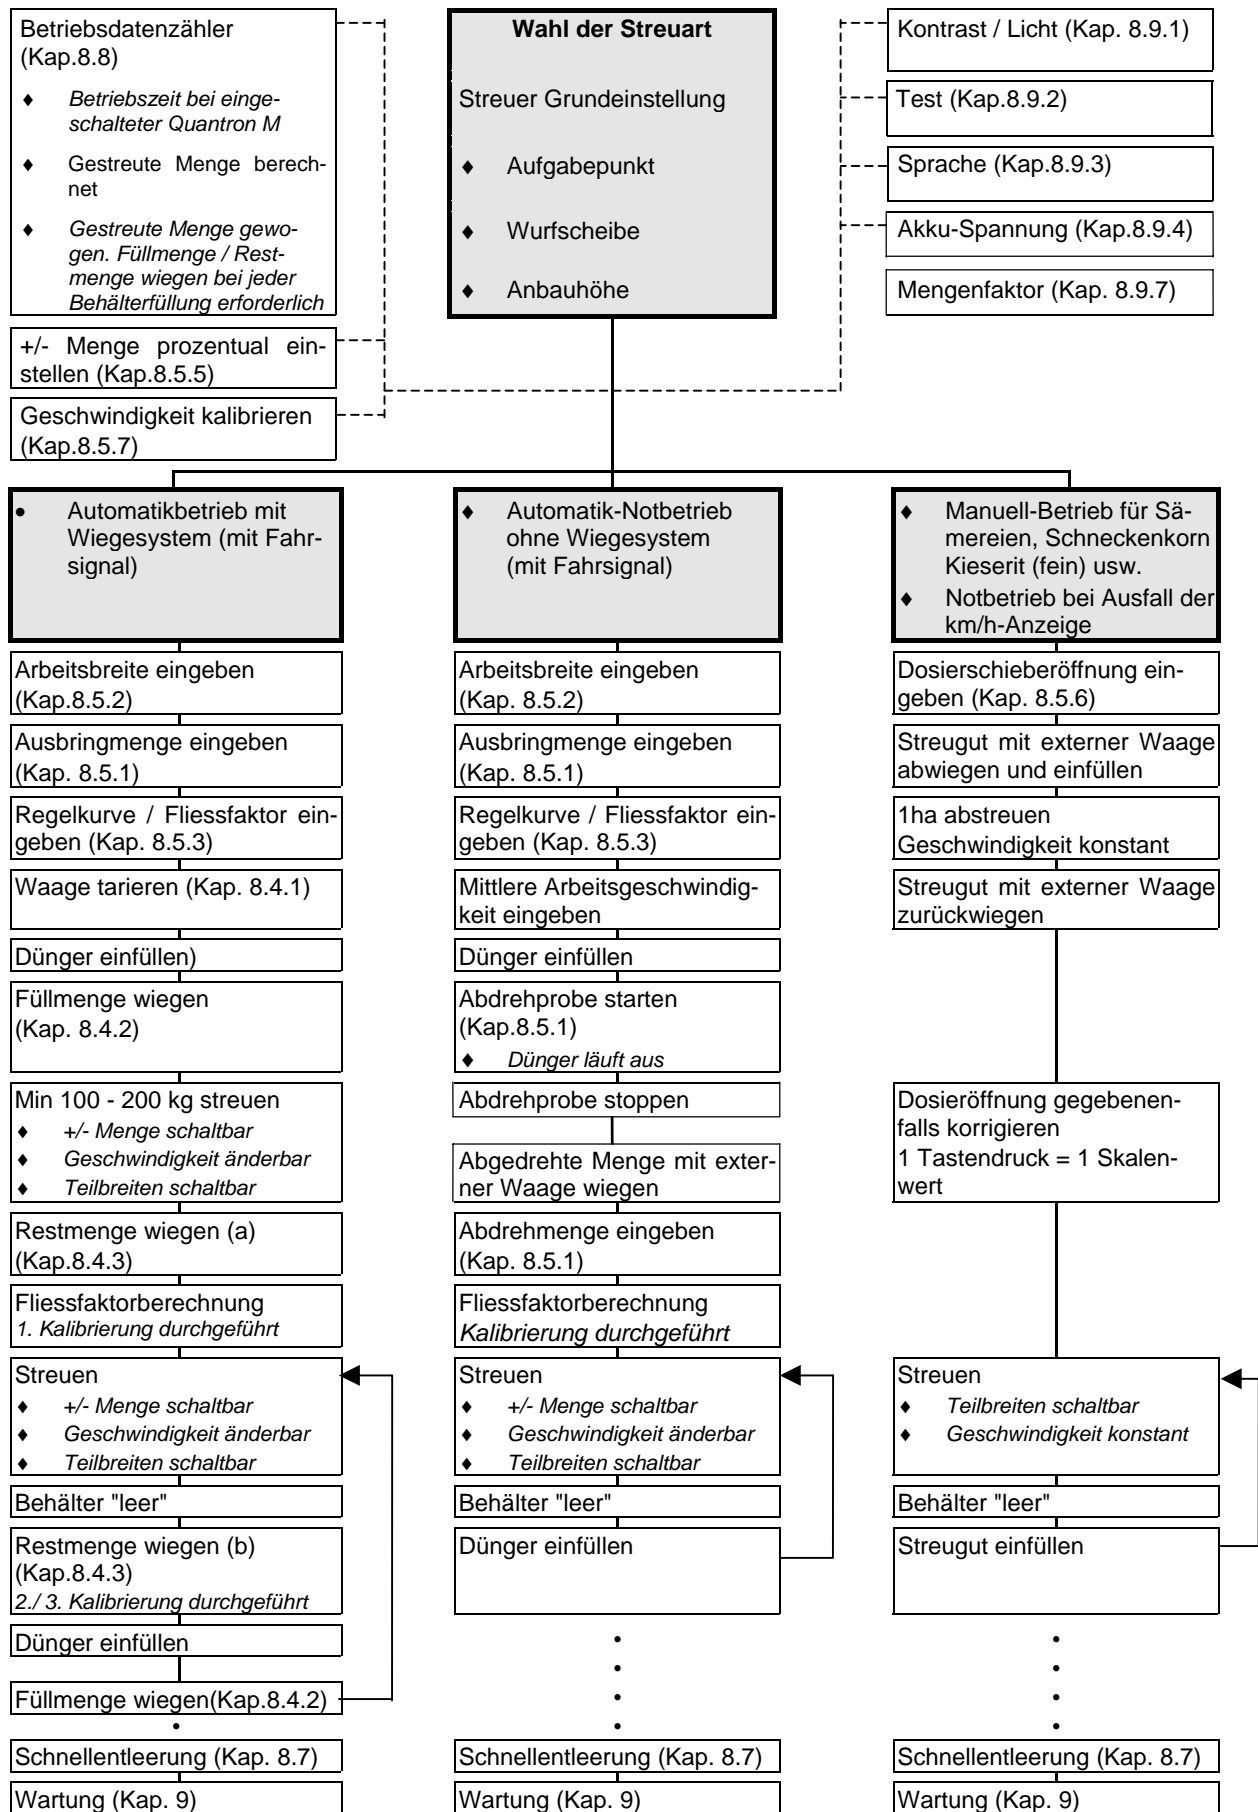 Betriebsdatenzähler
(Kap.8.8)
♦ Betriebszeit bei einge-
schalteter Quantron M
♦ Gestreute Menge berech-
net
♦ Gestreute Menge gewo-
gen. Füllmenge / Rest-
menge wiegen bei jeder
Behälterfüllung erforderlich
+/- Menge prozentual ein-
stellen (Kap.8.5.5)
Geschwindigkeit kalibrieren
(Kap.8.5.7)
Wahl der Streuart
Streuer Grundeinstellung
♦ Aufgabepunkt
♦ Wurfscheibe
♦ Anbauhöhe
Kontrast / Licht (Kap. 8.9.1)
Test (Kap.8.9.2)
Sprache (Kap.8.9.3)
Akku-Spannung (Kap.8.9.4)
Mengenfaktor (Kap. 8.9.7)
• Automatikbetrieb mit
Wiegesystem (mit Fahr-
signal)
Arbeitsbreite eingeben
(Kap.8.5.2)
Ausbringmenge eingeben
(Kap. 8.5.1)
Regelkurve / Fliessfaktor ein-
geben (Kap. 8.5.3)
Waage tarieren (Kap. 8.4.1)
Dünger einfüllen)
Füllmenge wiegen
(Kap. 8.4.2)
Min 100 - 200 kg streuen
♦ +/- Menge schaltbar
♦ Geschwindigkeit änderbar
♦ Teilbreiten schaltbar
Restmenge wiegen (a)
(Kap.8.4.3)
Fliessfaktorberechnung
1. Kalibrierung durchgeführt
Streuen
♦ +/- Menge schaltbar
♦ Geschwindigkeit änderbar
♦ Teilbreiten schaltbar
Behälter "leer"
Restmenge wiegen (b)
(Kap.8.4.3)
2./ 3. Kalibrierung durchgeführt
Dünger einfüllen
Füllmenge wiegen(Kap.8.4.2)
•
Schnellentleerung (Kap. 8.7)
Wartung (Kap. 9)
♦ Automatik-Notbetrieb
ohne Wiegesystem
(mit Fahrsignal)
Arbeitsbreite eingeben
(Kap. 8.5.2)
Ausbringmenge eingeben
(Kap. 8.5.1)
Regelkurve / Fliessfaktor ein-
geben (Kap. 8.5.3)
Mittlere Arbeitsgeschwindig-
keit eingeben
Dünger einfüllen
Abdrehprobe starten
(Kap.8.5.1)
♦ Dünger läuft aus
Abdrehprobe stoppen
Abgedrehte Menge mit exter-
ner Waage wiegen
Abdrehmenge eingeben
(Kap. 8.5.1)
Fliessfaktorberechnung
Kalibrierung durchgeführt
Streuen
♦ +/- Menge schaltbar
♦ Geschwindigkeit änderbar
♦ Teilbreiten schaltbar
Behälter "leer"
Dünger einfüllen
•
•
•
•
Schnellentleerung (Kap. 8.7)
Wartung (Kap. 9)
♦ Manuell-Betrieb für Sä-
mereien, Schneckenkorn
Kieserit (fein) usw.
♦ Notbetrieb bei Ausfall der
km/h-Anzeige
Dosierschieberöffnung ein-
geben (Kap. 8.5.6)
Streugut mit externer Waage
abwiegen und einfüllen
1ha abstreuen
Geschwindigkeit konstant
Streugut mit externer Waage
zurückwiegen
Dosieröffnung gegebenen-
falls korrigieren
1 Tastendruck = 1 Skalen-
wert
Streuen
♦ Teilbreiten schaltbar
♦ Geschwindigkeit konstant
Behälter "leer"
Streugut einfüllen
•
•
•
•
Schnellentleerung (Kap. 8.7)
Wartung (Kap. 9)